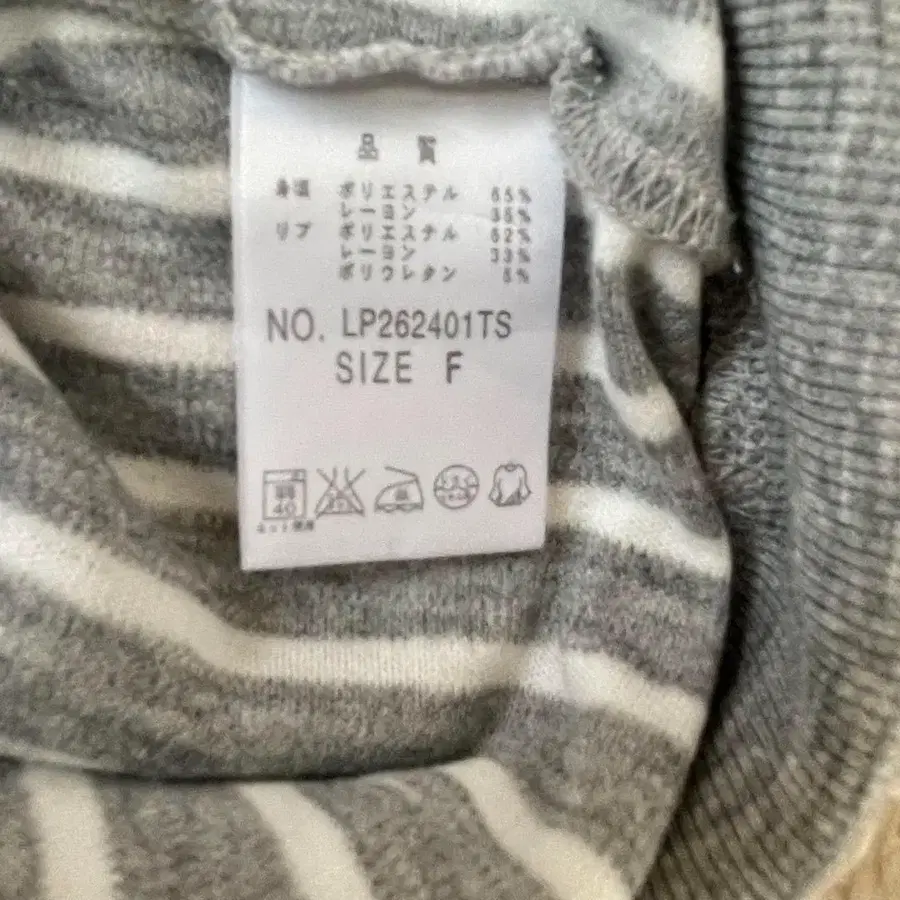 品 質
身頃 ポリエステル 65%
レーヨン 35%
リブ ポリエステル 62%
レーヨン 33%
ポリウレタン 5%
NO. LP262401TS
SIZE F
40